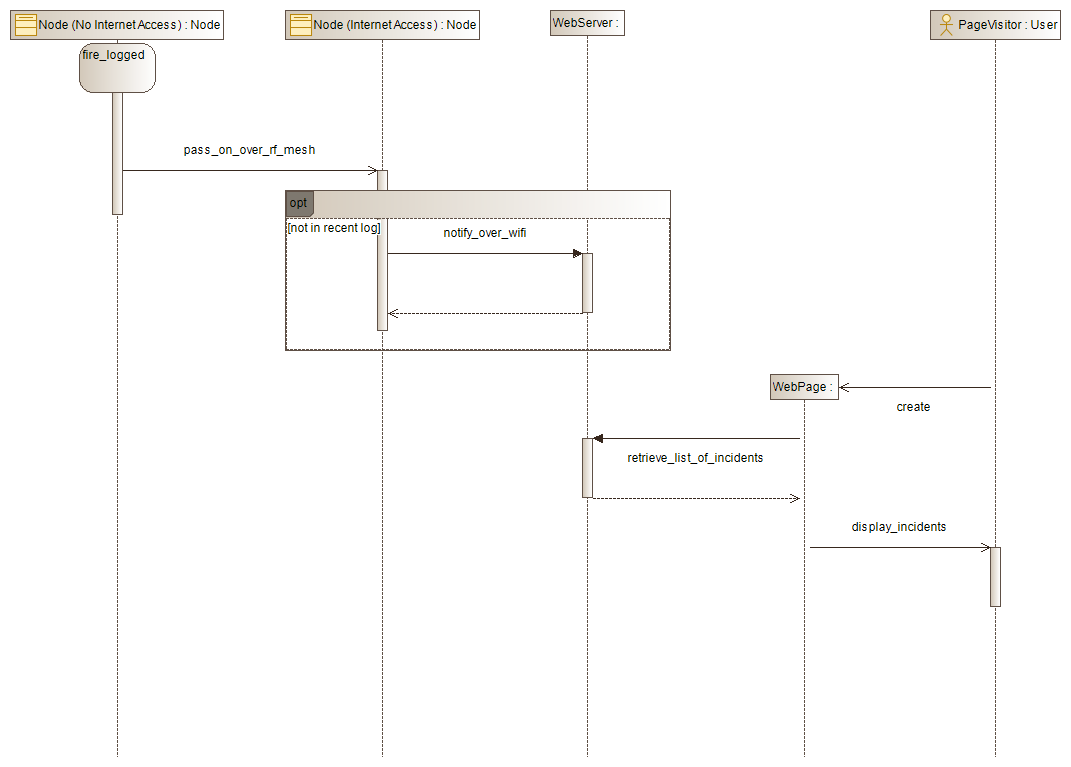 Node (No Internet Access) : Node
Node (Internet Access) : Node
WebServer :
PageVisitor : User
fire_logged
pass_on_over_rf_mesh
opt
[not in recent log]
notify_over_wifi
WebPage :
create
retrieve_list_of_incidents
display_incidents